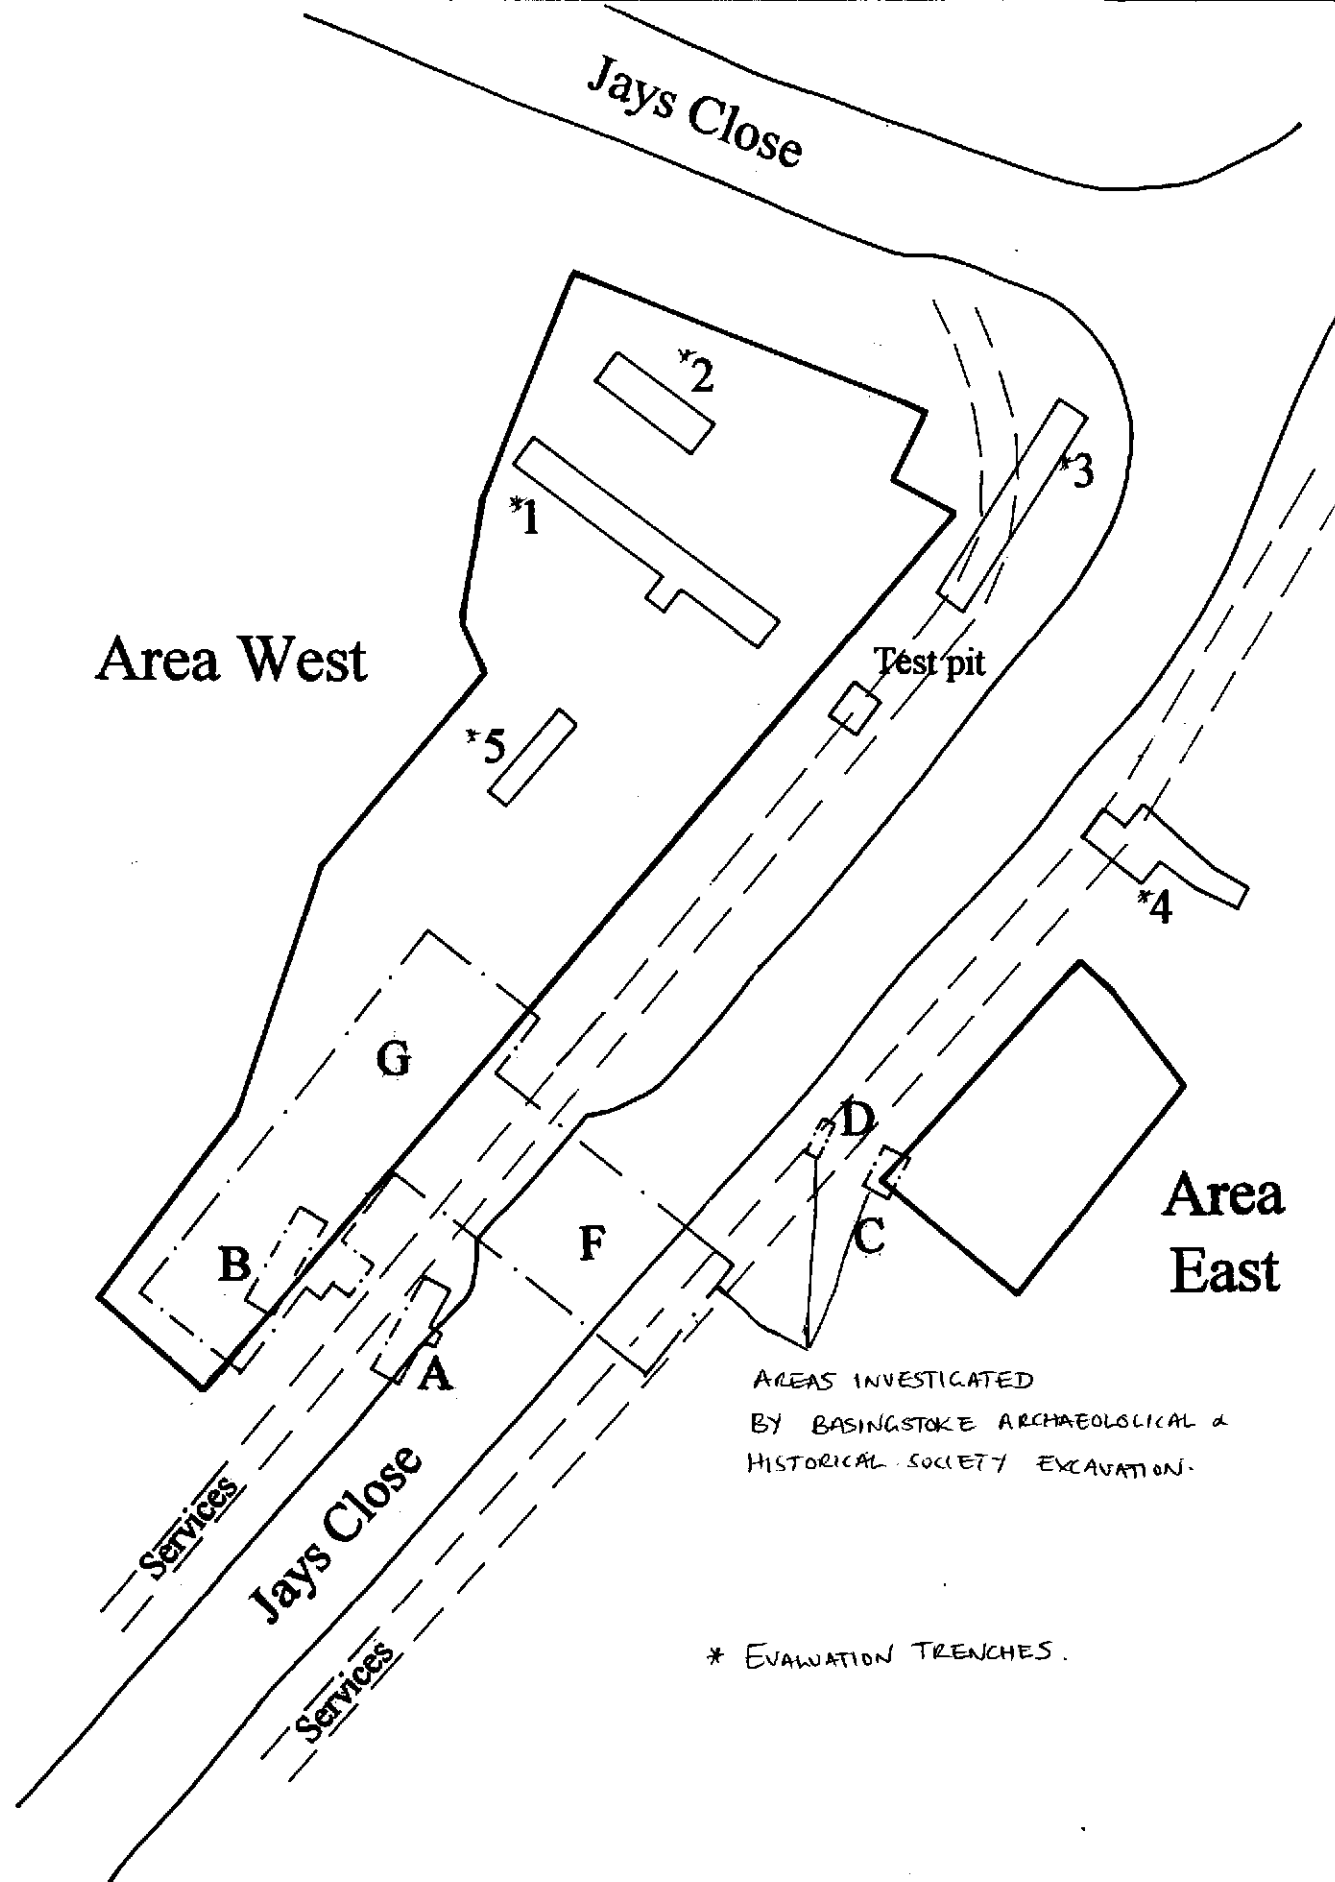 Jays Close
*2
*3
*1
Area West
Test pit
*5
*4
G
D
Area
East
C
F
B
A
AREAS INVESTIGATED
BY BASINGSTOKE ARCHAEOLOGICAL &
HISTORICAL SOCIETY EXCAVATION.
Services
Jays Close
Services
* EVALUATION TRENCHES.